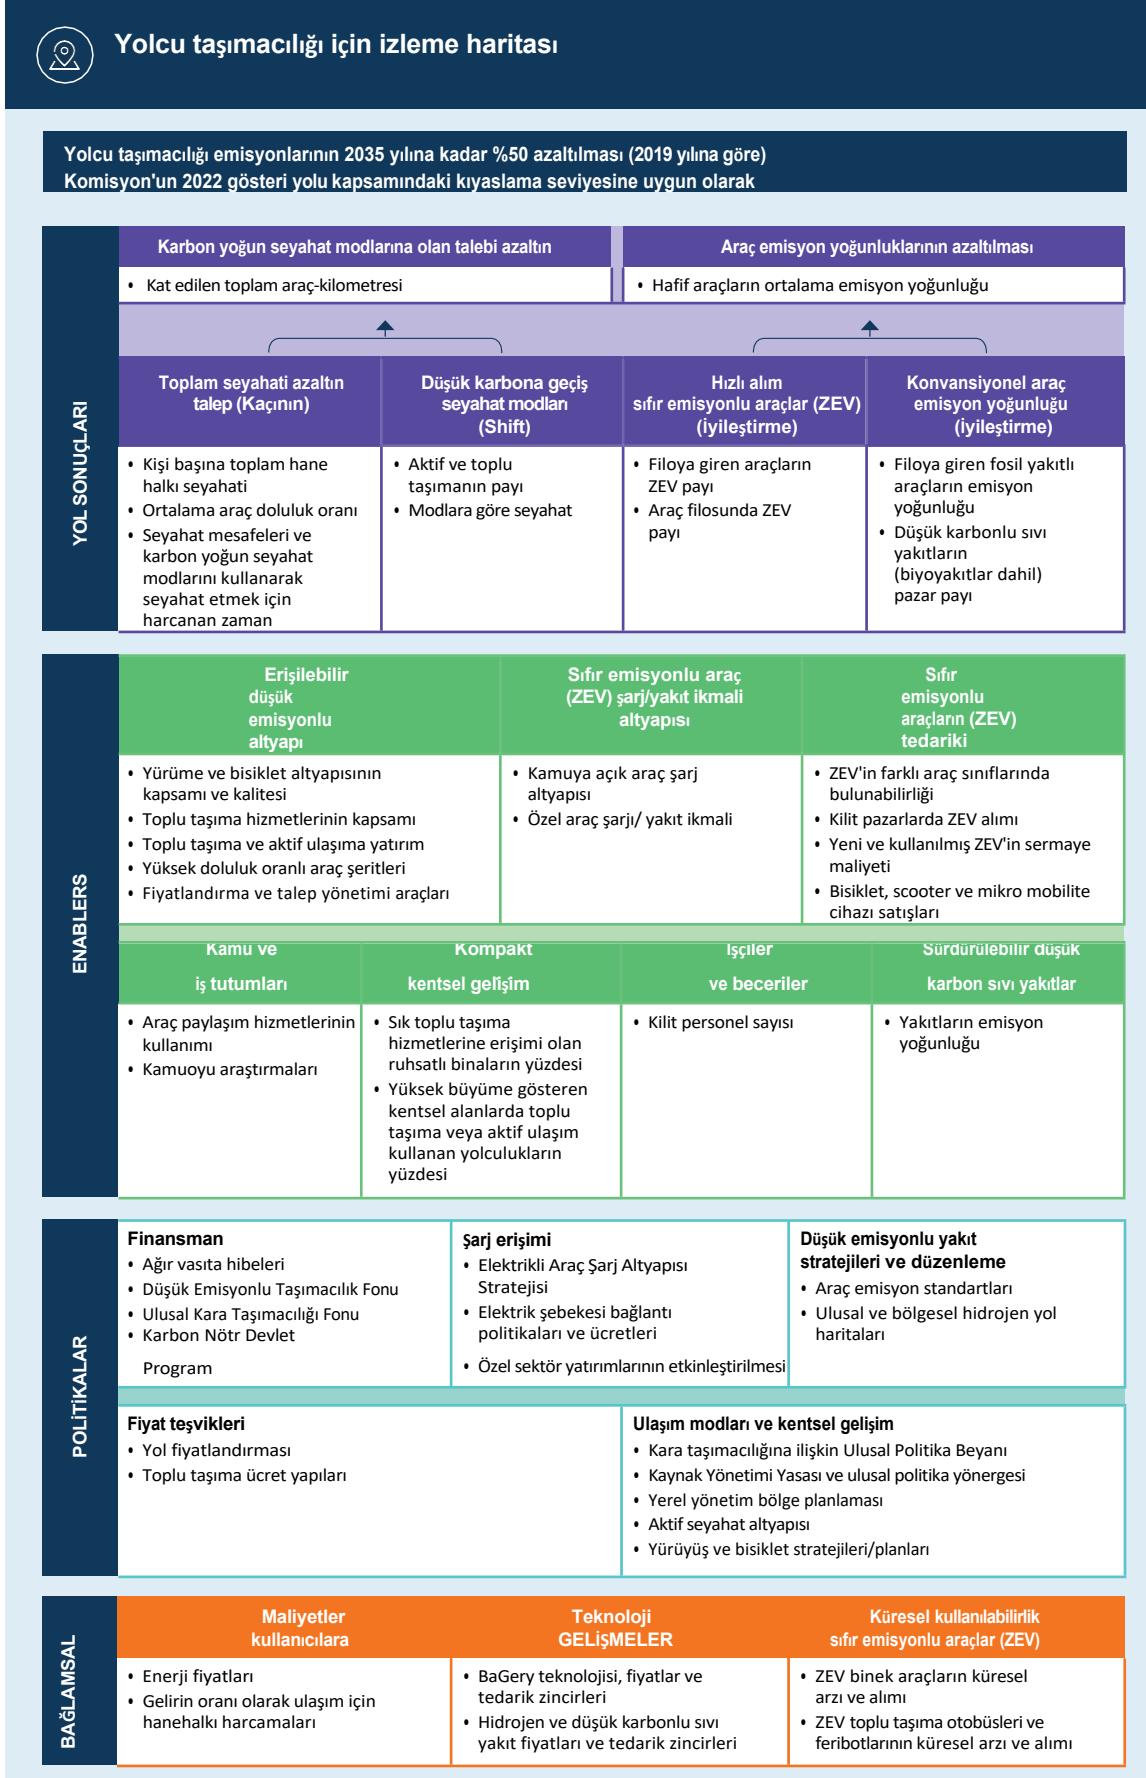 Yolcu taşımacılığı için izleme haritası
Yolcu taşımacılığı emisyonlarının 2035 yılına kadar %50 azaltılması (2019 yılına göre)
Komisyon'un 2022 gösteri yolu kapsamındaki kıyaslama seviyesine uygun olarak
YOL SONUÇLARI
Karbon yoğun seyahat modlarına olan talebi azaltın
• Kat edilen toplam araç-kilometresi
Araç emisyon yoğunluklarının azaltılması
• Hafif araçların ortalama emisyon yoğunluğu
Toplam seyahati azaltın
talep (Kaçının)
• Kişi başına toplam hane
halkı seyahati
• Ortalama araç doluluk oranı
• Seyahat mesafeleri ve
karbon yoğun seyahat
modlarını kullanarak
seyahat etmek için
harcanan zaman
Düşük karbona geçiş
seyahat modları
(Shift)
• Aktif ve toplu
taşımanın payı
• Modlara göre seyahat
Hızlı alım
sıfır emisyonlu araçlar (ZEV)
(İyileştirme)
• Filoya giren araçların
ZEV payı
• Araç filosunda ZEV
payı
Konvansiyonel araç
emisyon yoğunluğu
(İyileştirme)
• Filoya giren fosil yakıtlı
araçların emisyon
yoğunluğu
• Düşük karbonlu sıvı
yakıtların
(biyoyakıtlar dahil)
pazar payı
ENABLERS
Erişilebilir
düşük
emisyonlu
altyapı
• Yürüme ve bisiklet altyapısının
kapsamı ve kalitesi
• Toplu taşıma hizmetlerinin kapsamı
• Toplu taşıma ve aktif ulaşıma yatırım
• Yüksek doluluk oranlı araç şeritleri
• Fiyatlandırma ve talep yönetimi araçları
Sıfır emisyonlu araç
(ZEV) şarj/yakıt ikmali
altyapısı
• Kamuya açık araç şarj
altyapısı
• Özel araç şarjı/ yakıt ikmali
Sıfır
emisyonlu
araçların (ZEV)
tedariki
• ZEV'in farklı araç sınıflarında
bulunabilirliği
• Kilit pazarlarda ZEV alımı
• Yeni ve kullanılmış ZEV'in sermaye
maliyeti
• Bisiklet, scooter ve mikro mobilite
cihazı satışları
Kamu ve
iş tutumları
• Araç paylaşım hizmetlerinin
kullanımı
• Kamuoyu araştırmaları
Kompakt
kentsel gelişim
• Sık toplu taşıma
hizmetlerine erişimi olan
ruhsatlı binaların yüzdesi
• Yüksek büyüme gösteren
kentsel alanlarda toplu
taşıma veya aktif ulaşım
kullanan yolculukların
yüzdesi
İşçiler
ve beceriler
• Kilit personel sayısı
Sürdürülebilir düşük
karbon sıvı yakıtlar
• Yakıtların emisyon
yoğunluğu
POLİTİKALAR
Finansman
• Ağır vasıta hibeleri
• Düşük Emisyonlu Taşımacılık Fonu
• Ulusal Kara Taşımacılığı Fonu
• Karbon Nötr Devlet
Program
Şarj erişimi
• Elektrikli Araç Şarj Altyapısı
Stratejisi
• Elektrik şebekesi bağlantı
politikaları ve ücretleri
• Özel sektör yatırımlarının etkinleştirilmesi
Düşük emisyonlu yakıt
stratejileri ve düzenleme
• Araç emisyon standartları
• Ulusal ve bölgesel hidrojen yol
haritaları
Fiyat teşvikleri
• Yol fiyatlandırması
• Toplu taşıma ücret yapıları
Ulaşım modları ve kentsel gelişim
• Kara taşımacılığına ilişkin Ulusal Politika Beyanı
• Kaynak Yönetimi Yasası ve ulusal politika yönergesi
• Yerel yönetim bölge planlaması
• Aktif seyahat altyapısı
• Yürüyüş ve bisiklet stratejileri/planları
BAĞLAMSAL
Maliyetler
kullanıcılara
• Enerji fiyatları
• Gelirin oranı olarak ulaşım için
hanehalkı harcamaları
Teknoloji
GELİŞMELER
• BaGery teknolojisi, fiyatlar ve
tedarik zincirleri
• Hidrojen ve düşük karbonlu sıvı
yakıt fiyatları ve tedarik zincirleri
Küresel kullanılabilirlik
sıfır emisyonlu araçlar (ZEV)
• ZEV binek araçların küresel
arzı ve alımı
• ZEV toplu taşıma otobüsleri ve
feribotlarının küresel arzı ve alımı